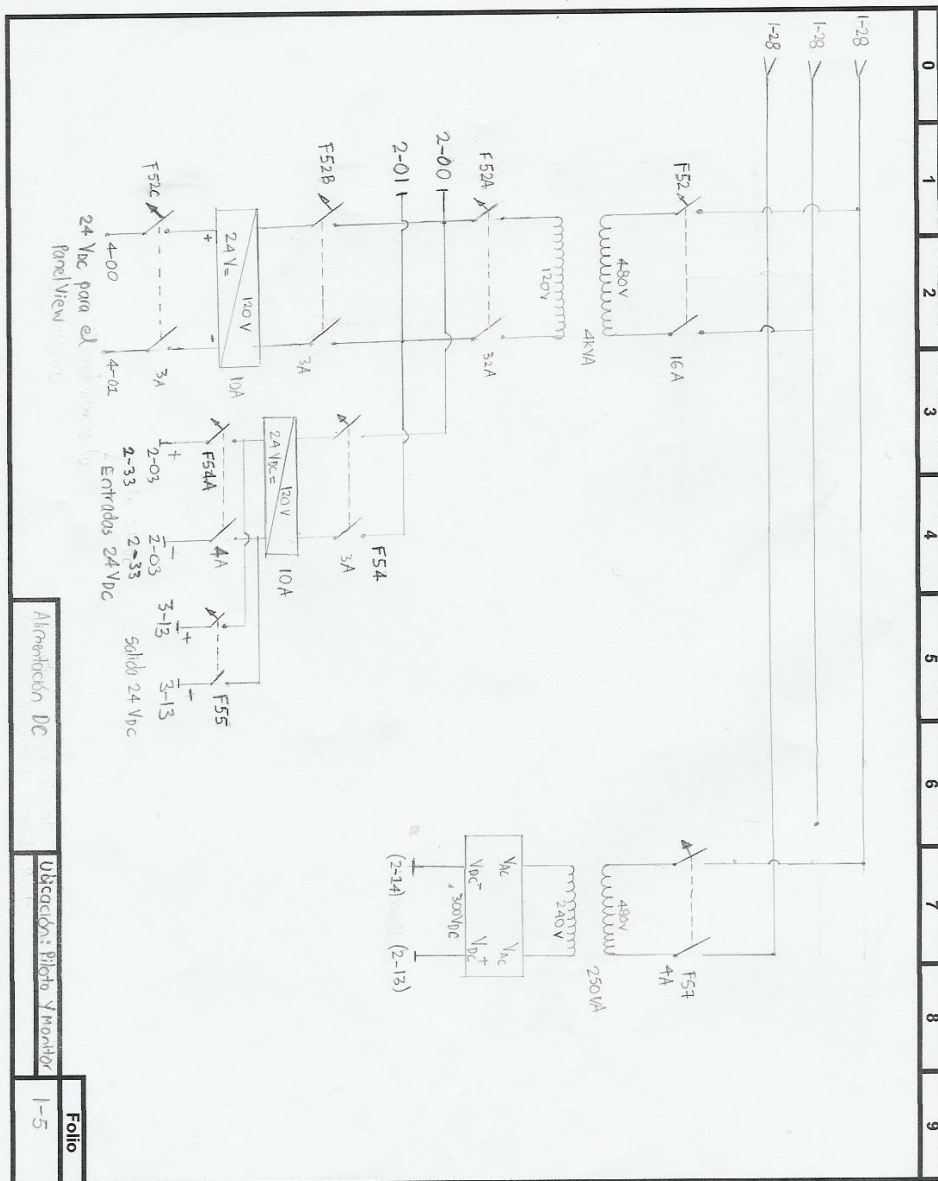 0 1 2 3 4 5 6 7 8 9
1-28
1-28
1-28
F52
16A
480V
4KVA
120V
F52A
32A
2-00
2-01
F52B
3A
120V
24V=
10A
+ -
F52C
3A
4-00
4-01
24 VDC para el
PanelView
F54
3A
120V
24 VDC=
10A
F54A
4A
+ -
2-03 2-03
2-33 2-33
Entradas 24VDC
F55
+ -
3-13 3-13
salida 24 VDC
F57
4A
480V
250VA
240V
VAC VAC
300VDC
VDC- VDC+
(2-14) (2-13)
Alimentación DC
Ubicación: Piloto Y Monitor
Folio
1-5